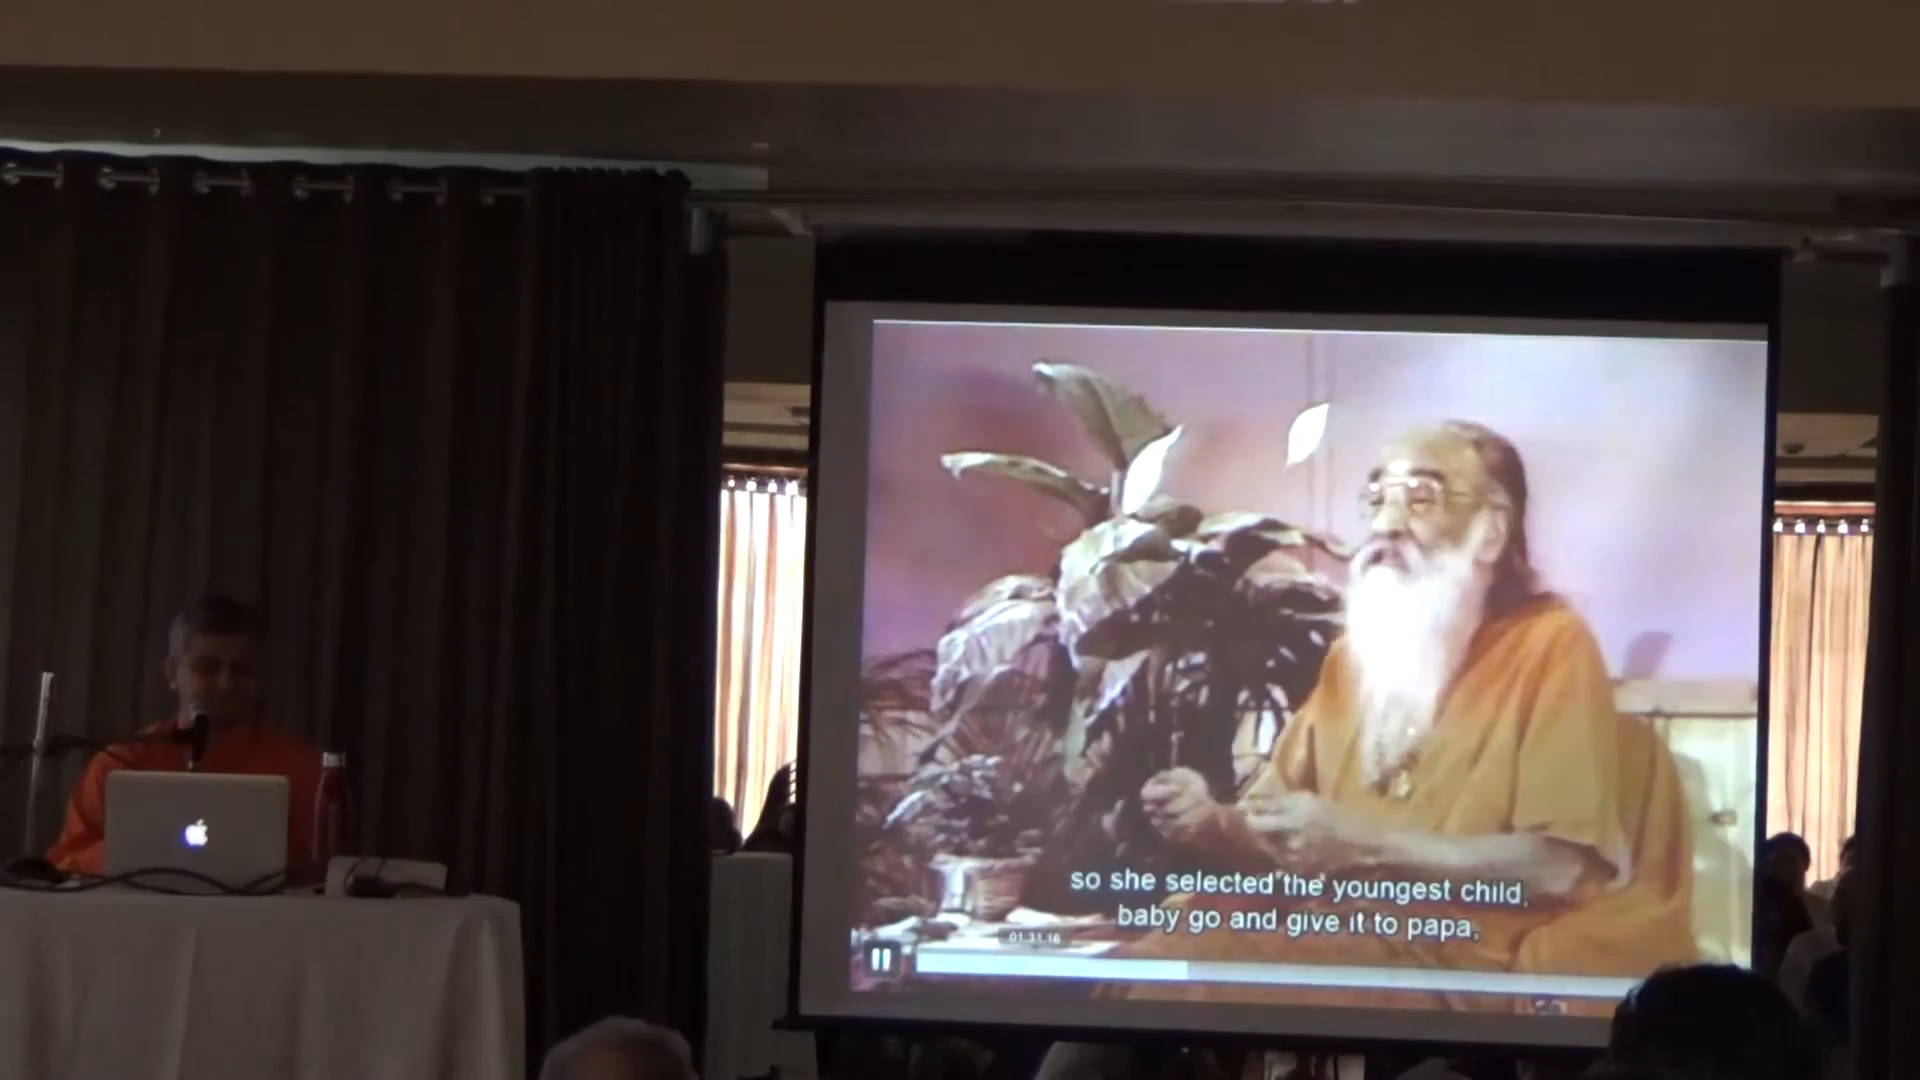 so she selected the youngest child,
baby go and give it to papa,
01:31:16